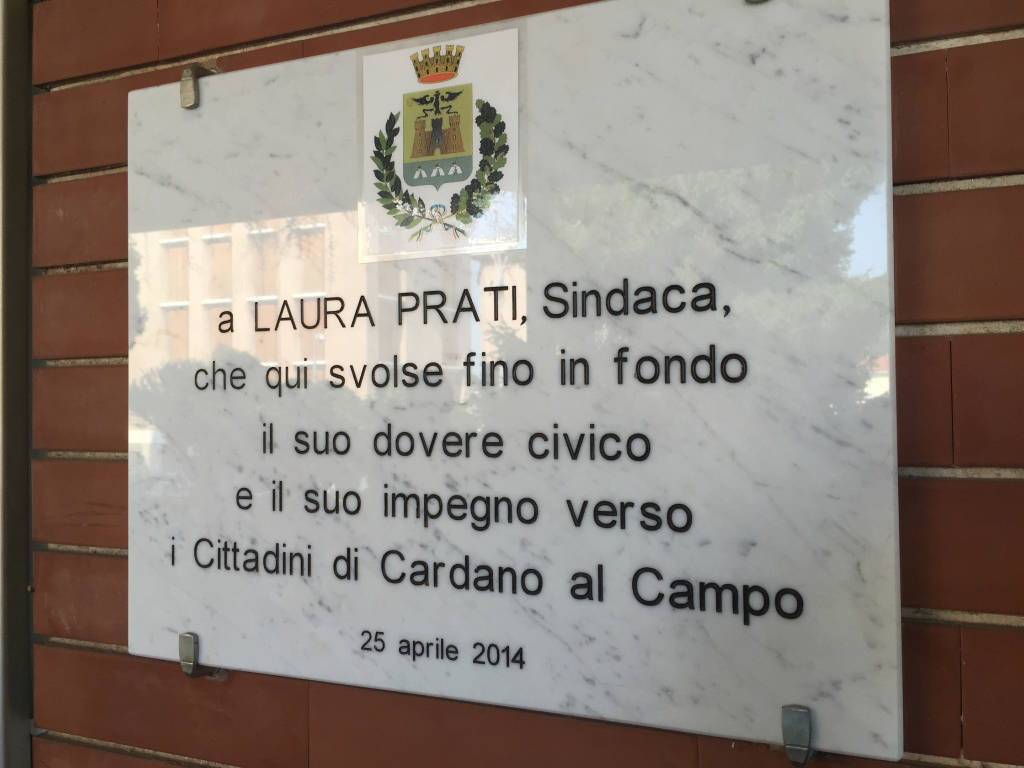 a LAURA PRATI, Sindaca,
che qui svolse fino in fondo
il suo dovere civico
e il suo impegno verso
i Cittadini di Cardano al Campo
25 aprile 2014